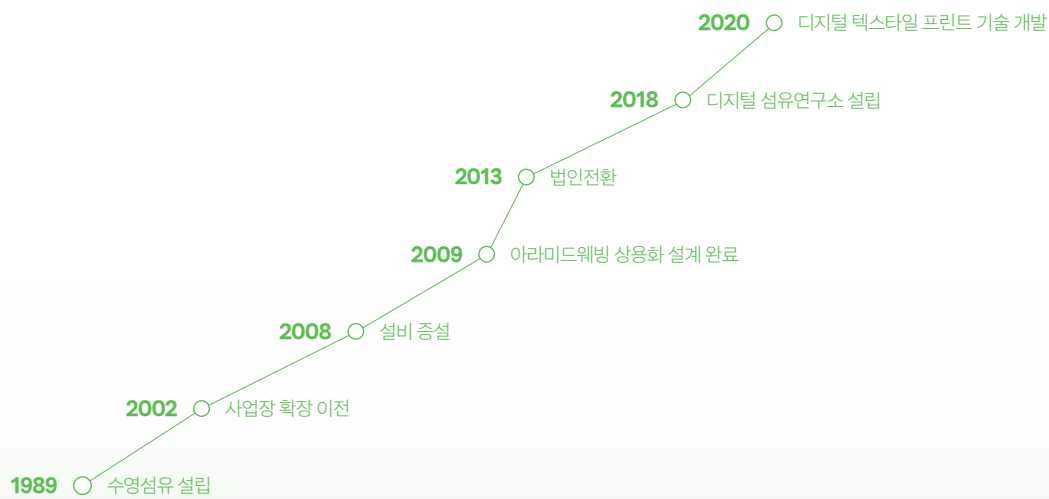 2020 디지털 텍스타일 프린트 기술 개발
2018 디지털 섬유연구소 설립
2013 법인전환
2009 아라미드웨빙 상용화 설계 완료
2008 설비 증설
2002 사업장 확장 이전
1989 수영섬유 설립